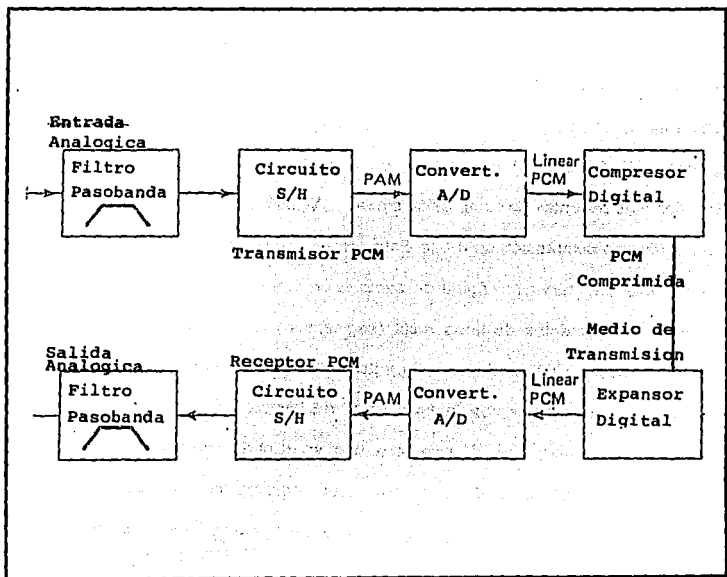 Entrada
Analogica
Filtro
Pasobanda
Circuito
S/H
PAM
Convert.
A/D
Linear
PCM
Compresor
Digital
Transmisor PCM
PCM
Comprimida
Medio de
Transmision
Salida
Analogica
Filtro
Pasobanda
Receptor PCM
Circuito
S/H
PAM
Convert.
A/D
Linear
PCM
Expansor
Digital